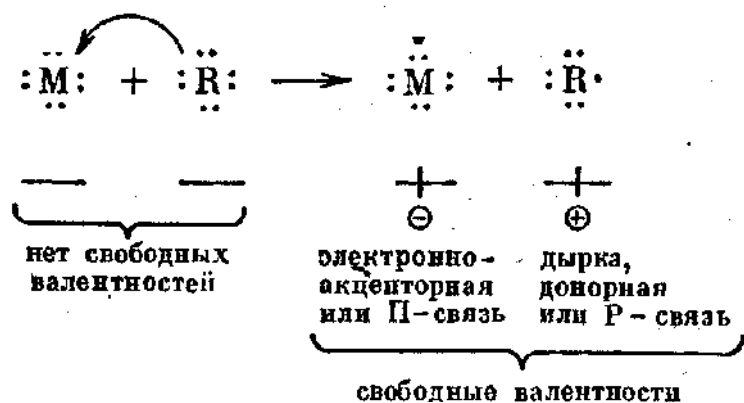 :M: + :R: → :M: + :R·
⊖ ⊕
нет свободных
валентностей
электронно-
акцепторная
или П-связь
дырка,
донорная
или Р-связь
свободные валентности